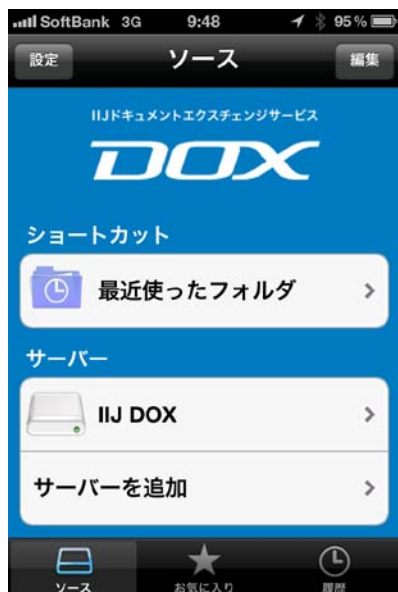 SoftBank 3G 9:48 95%
設定 ソース 編集
IIJドキュメントエクスチェンジサービス
DOX
ショートカット
最近使ったフォルダ
サーバー
IIJ DOX
サーバーを追加
ソース お気に入り 履歴